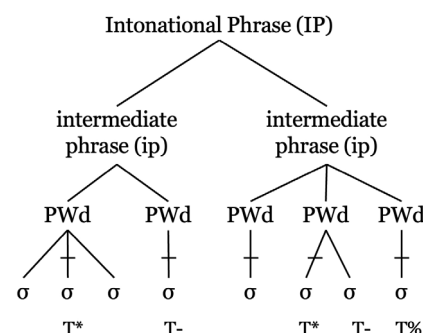 Intonational Phrase (IP)
intermediate intermediate
phrase (ip) phrase (ip)
PWd PWd PWd PWd PWd
σ σ σ σ σ σ σ σ
T* T- T* T- T%